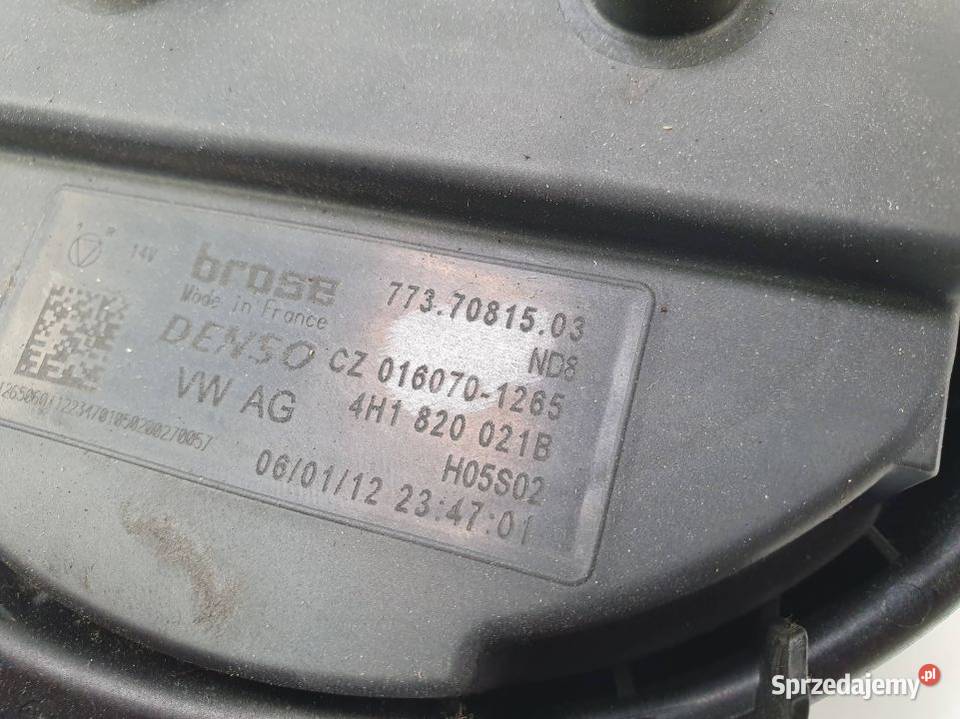 14V brose 773.70815.03
Made in France ND8
DENSO CZ 016070-1265
VW AG 4H1 820 021B
H05S02
06/01/12 23:47:01
Sprzedajemy.pl